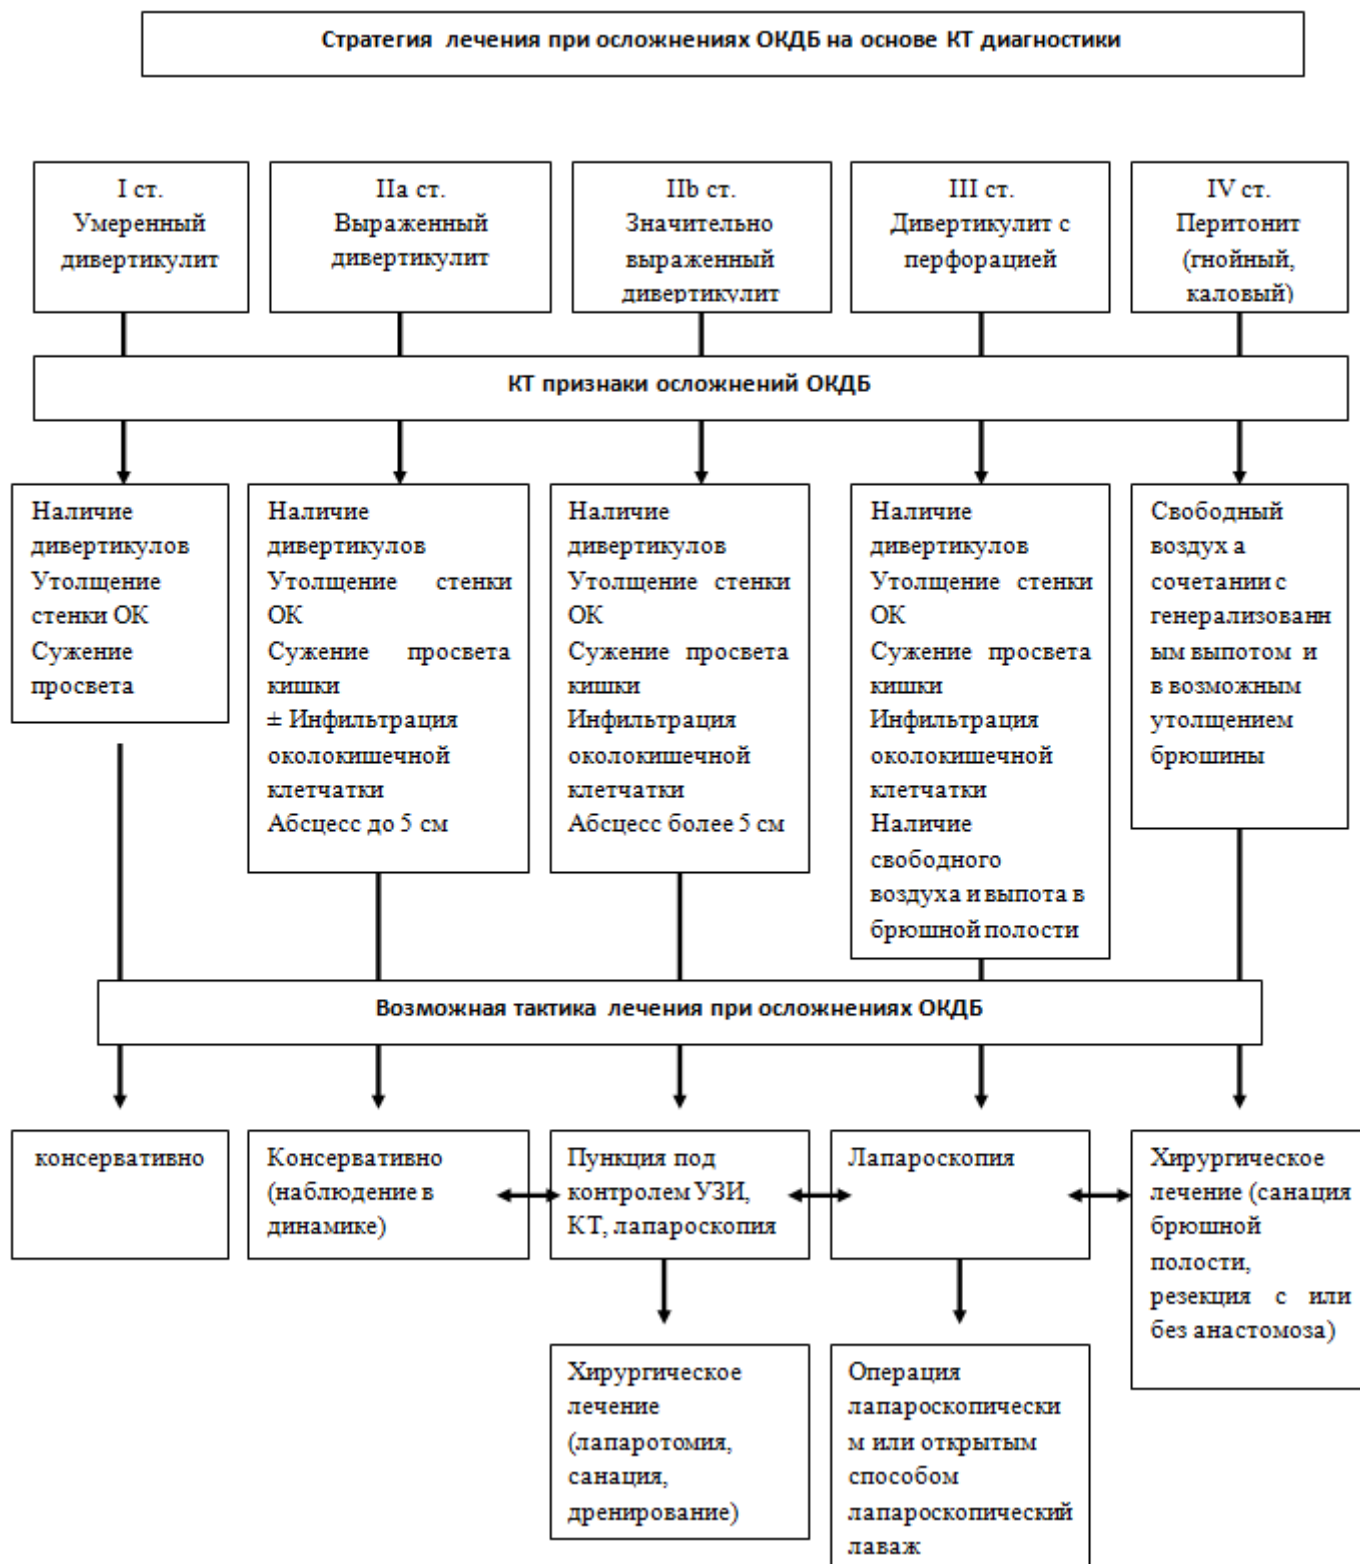 Стратегия лечения при осложнениях ОКДБ на основе КТ диагностики
I ст.
Умеренный
дивертикулит
IIа ст.
Выраженный
дивертикулит
IIb ст.
Значительно
выраженный
дивертикулит
III ст.
Дивертикулит с
перфорацией
IV ст.
Перитонит
(гнойный,
каловый)
КТ признаки осложнений ОКДБ
Наличие
дивертикулов
Утолщение
стенки ОК
Сужение
просвета
Наличие
дивертикулов
Утолщение стенки
ОК
Сужение просвета
кишки
± Инфильтрация
околокишечной
клетчатки
Абсцесс до 5 см
Наличие
дивертикулов
Утолщение стенки
ОК
Сужение просвета
кишки
Инфильтрация
околокишечной
клетчатки
Абсцесс более 5 см
Наличие
дивертикулов
Утолщение стенки
ОК
Сужение просвета
кишки
Инфильтрация
околокишечной
клетчатки
Наличие
свободного
воздуха и выпота в
брюшной полости
Свободный
воздух а
сочетании с
генерализованн
ым выпотом и
в возможным
утолщением
брюшины
Возможная тактика лечения при осложнениях ОКДБ
консервативно
Консервативно
(наблюдение в
динамике)
Пункция под
контролем УЗИ,
КТ, лапароскопия
Лапароскопия
Хирургическое
лечение (санация
брюшной
полости,
резекция с или
без анастомоза)
Хирургическое
лечение
(лапаротомия,
санация,
дренирование)
Операция
лапароскопически
м или открытым
способом
лапароскопический
лаваж